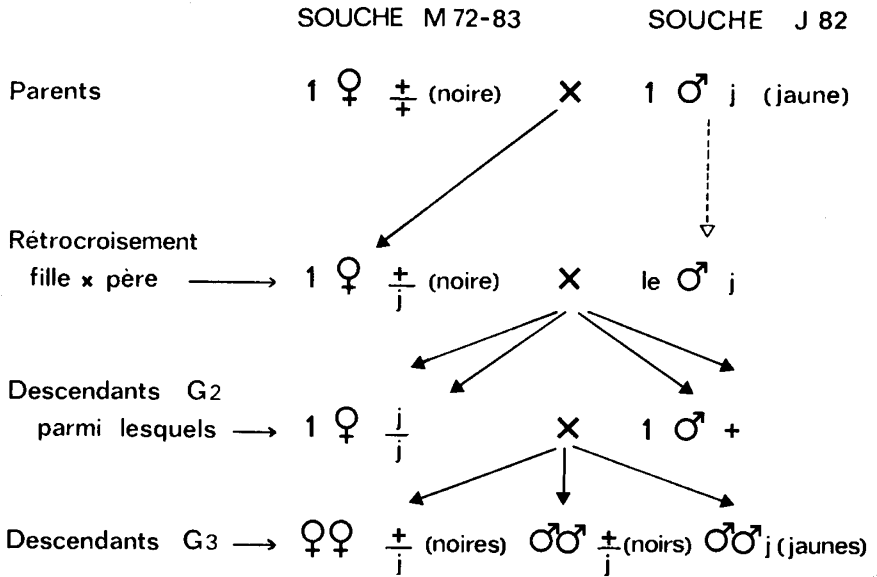 SOUCHE M 72-83 SOUCHE J 82
Parents 1 ♀ +/+ (noire) × 1 ♂ j (jaune)
Rétrocroisement
fille x père → 1 ♀ +/j (noire) × le ♂ j
Descendants G2
parmi lesquels → 1 ♀ j/j × 1 ♂ +
Descendants G3 → ♀♀ +/j (noires) ♂♂ +/j (noirs) ♂♂ j (jaunes)